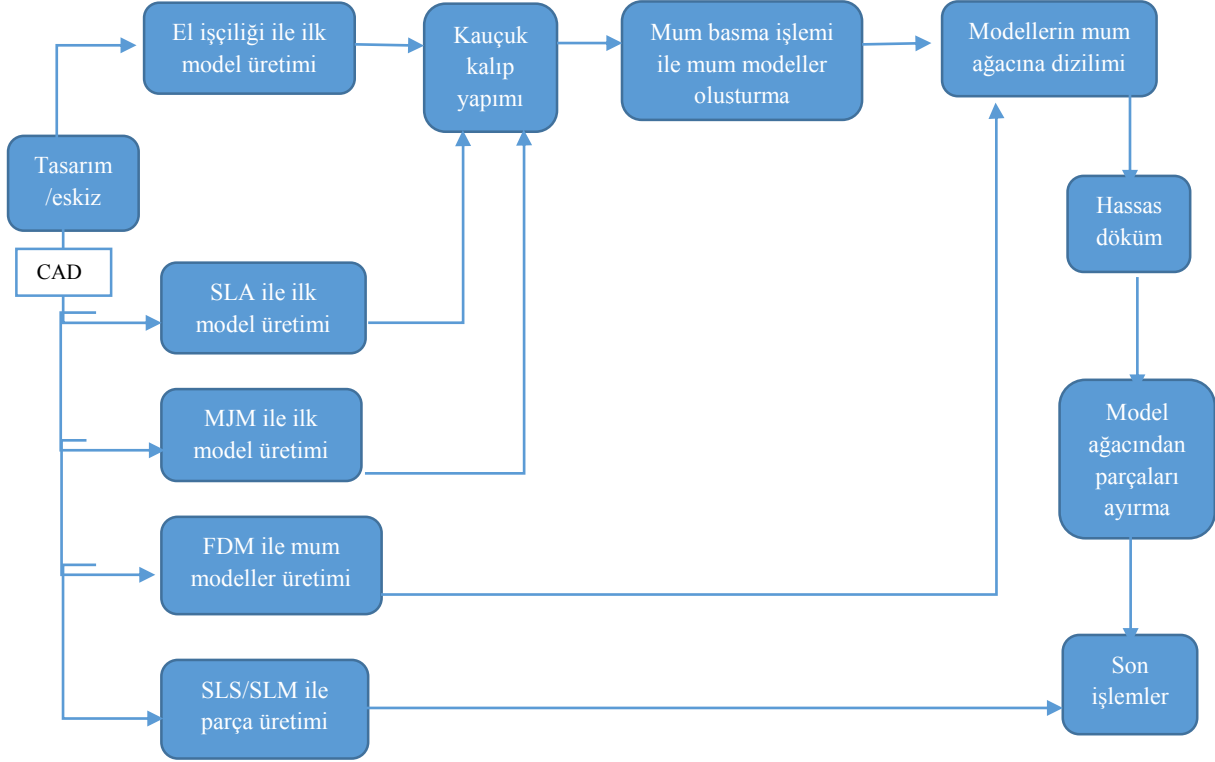 El işçiliği ile ilk
model üretimi
Kauçuk
kalıp
yapımı
Mum basma işlemi
ile mum modeller
olusturma
Modellerin mum
ağacına dizilimi
Tasarım
/eskiz
Hassas
döküm
CAD
SLA ile ilk
model üretimi
MJM ile ilk
model üretimi
Model
ağacından
parçaları
ayırma
FDM ile mum
modeller üretimi
SLS/SLM ile
parça üretimi
Son
işlemler